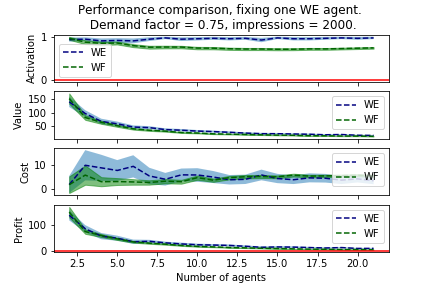 Performance comparison, fixing one WE agent.
Demand factor = 0.75, impressions = 2000.
Activation
1
0
WE
WF
Value
150
100
50
WE
WF
Cost
10
0
WE
WF
Profit
100
0
WE
WF
2.5 5.0 7.5 10.0 12.5 15.0 17.5 20.0
Number of agents